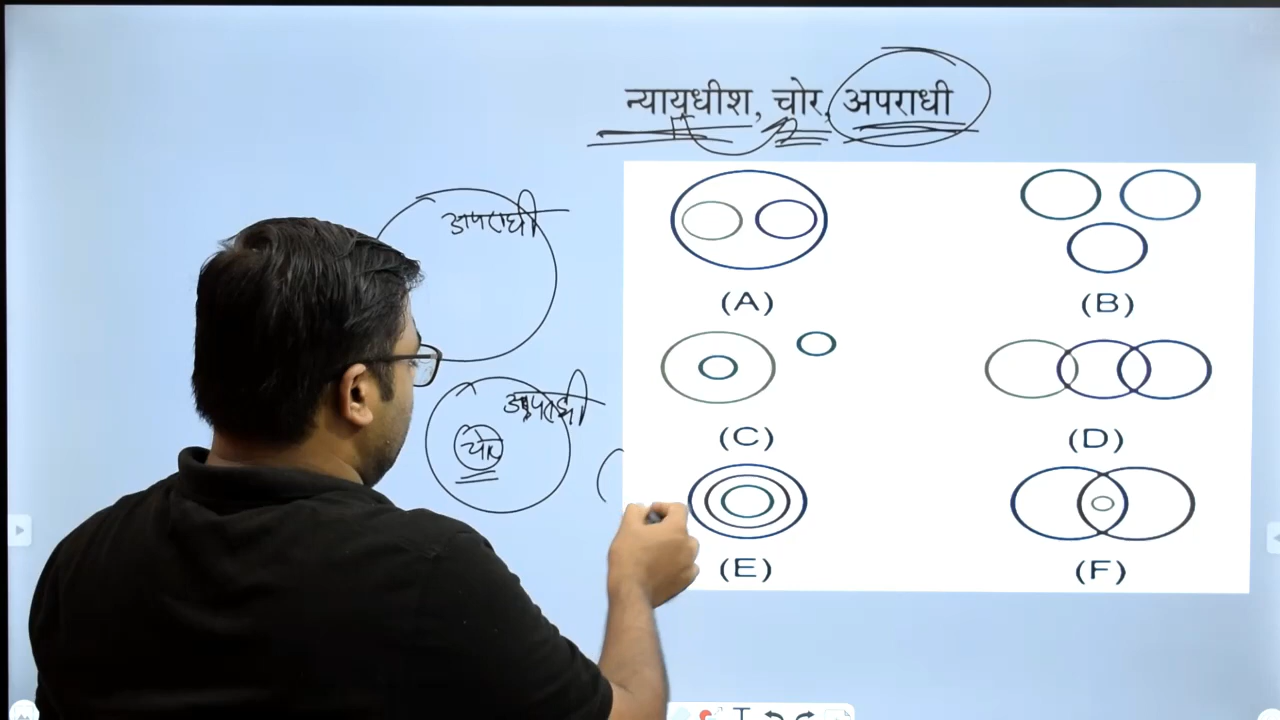 न्यायधीश, चोर, अपराधी
अपराधी
अपराधी
चोर
(A)
(B)
(C)
(D)
(E)
(F)
T